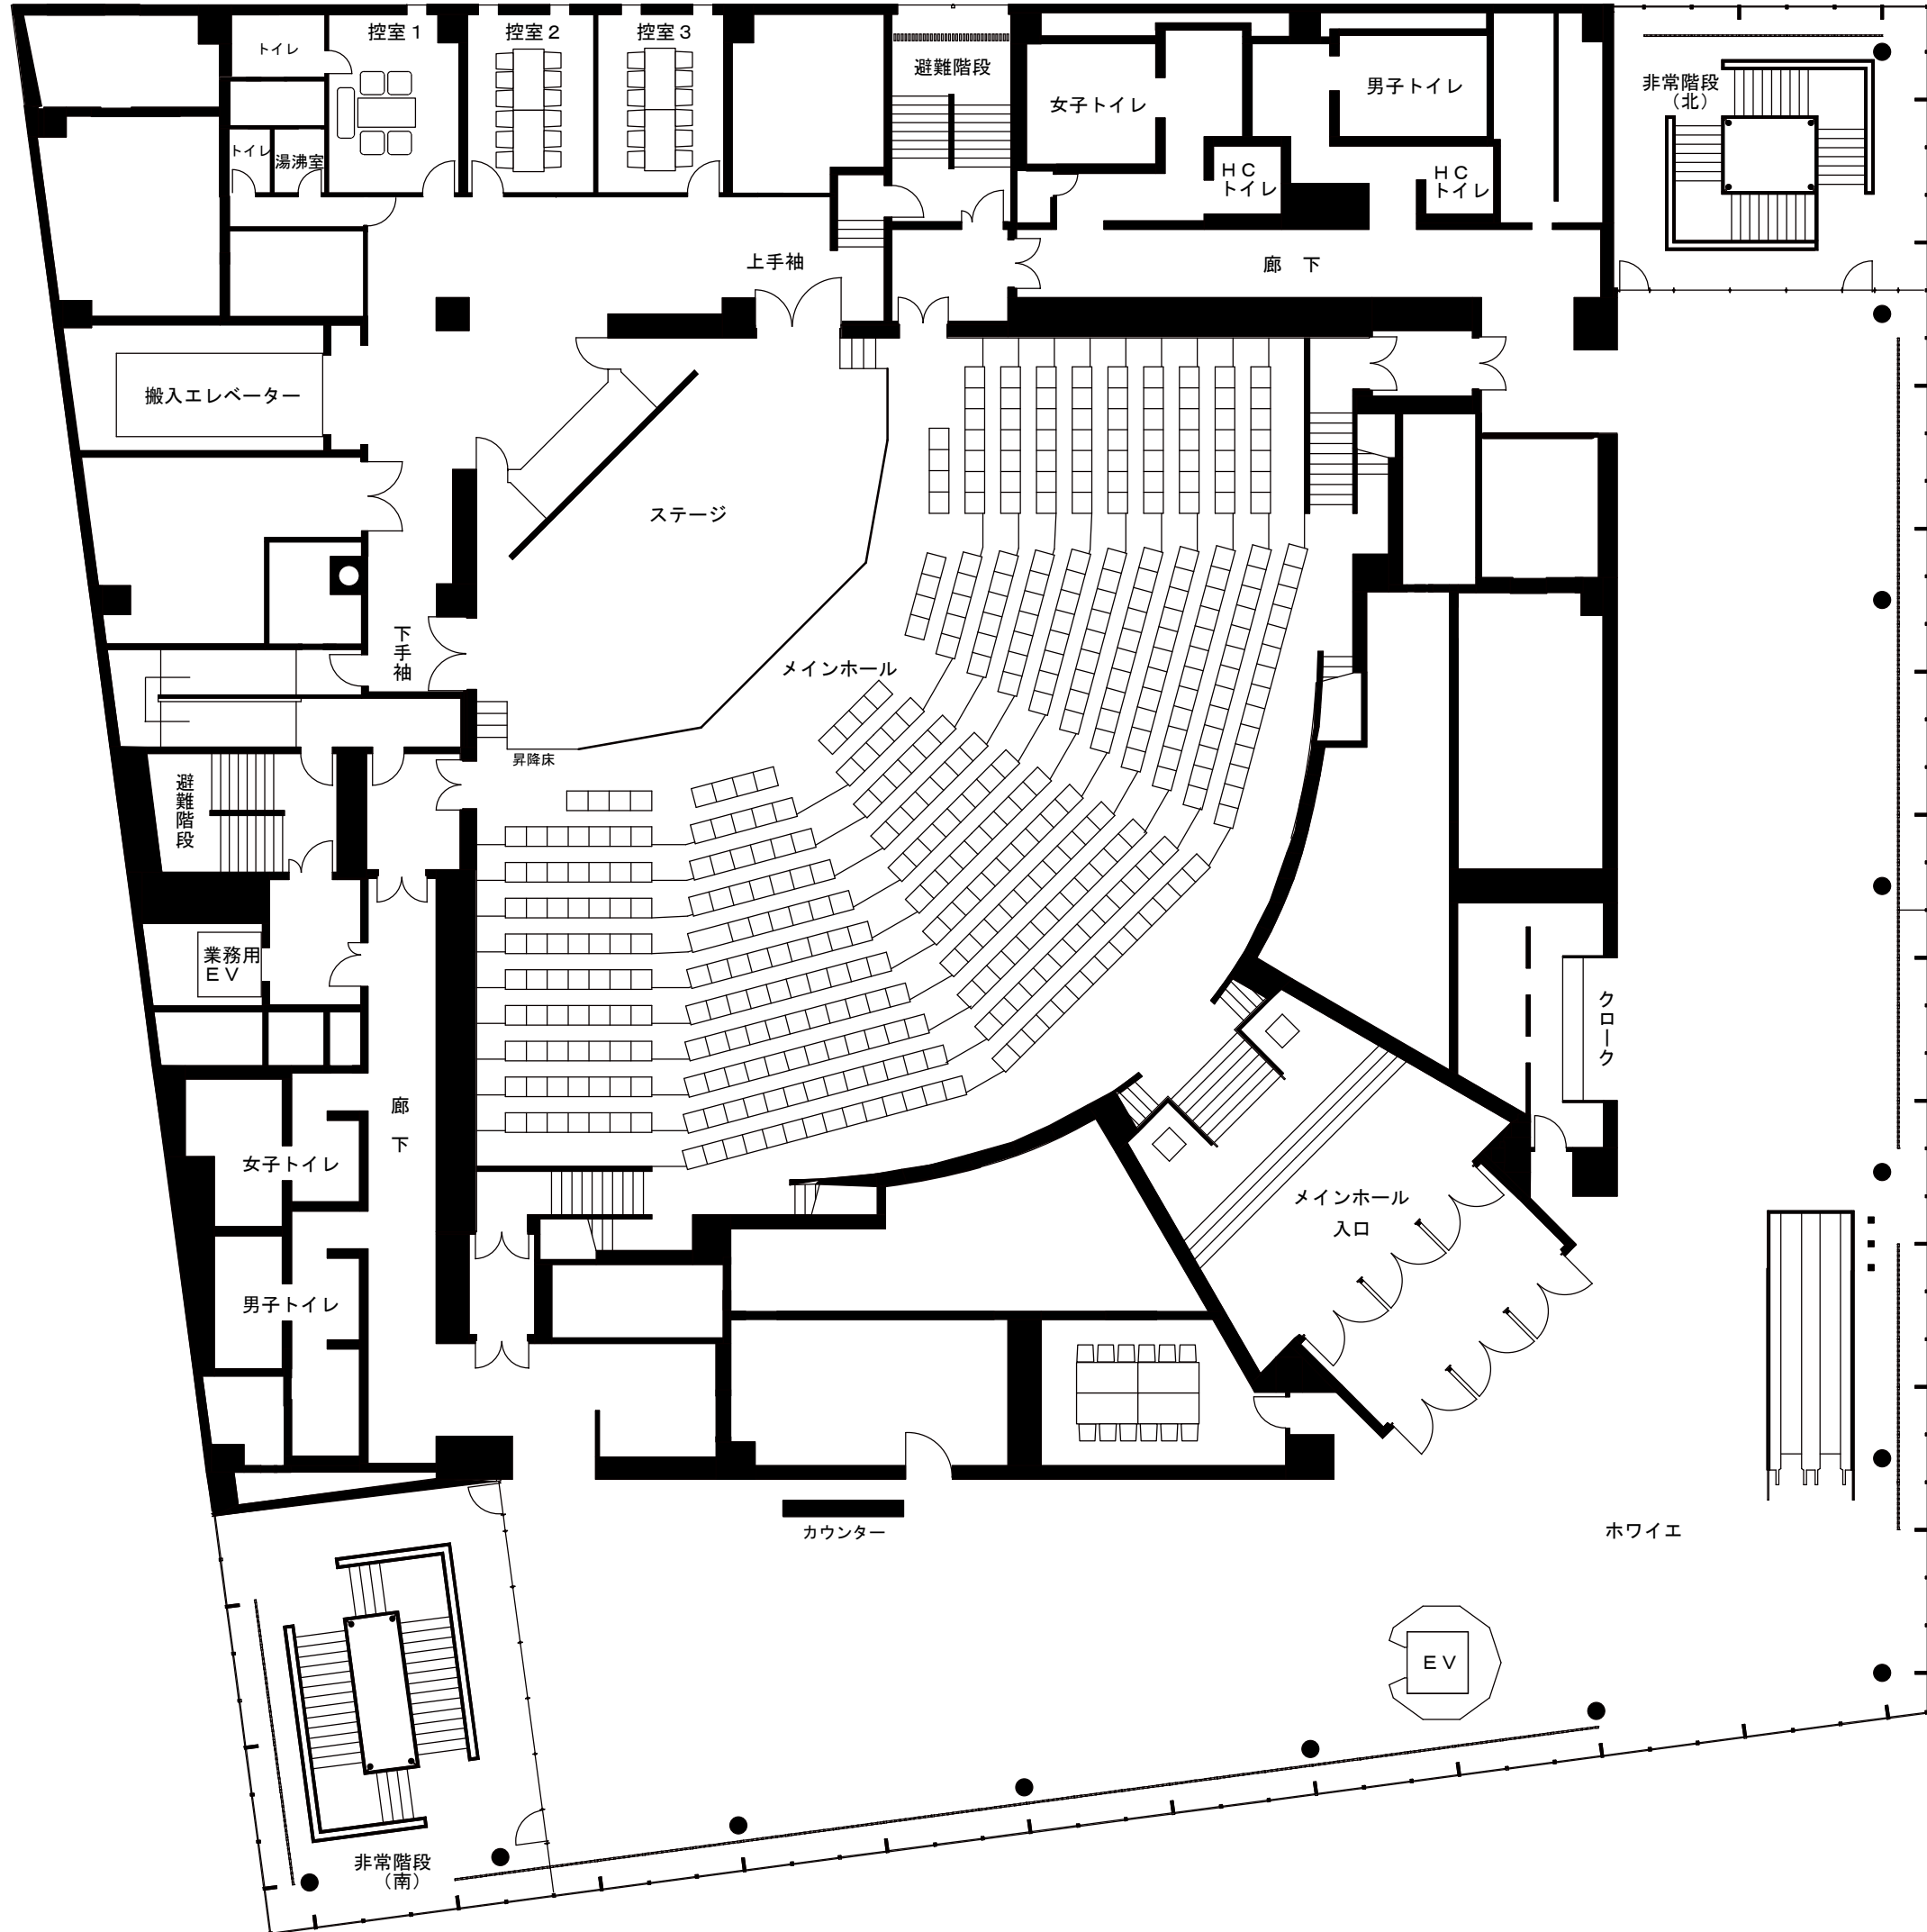 控室１
控室２
控室３
トイレ
避難階段
女子トイレ
男子トイレ
非常階段
（北）
トイレ
湯沸室
ＨＣ
トイレ
ＨＣ
トイレ
上手袖
廊　下
搬入エレベーター
ステージ
下手袖
メインホール
昇降床
避難階段
業務用
ＥＶ
クローク
廊　下
女子トイレ
メインホール
入口
男子トイレ
カウンター
ホワイエ
ＥＶ
非常階段
（南）